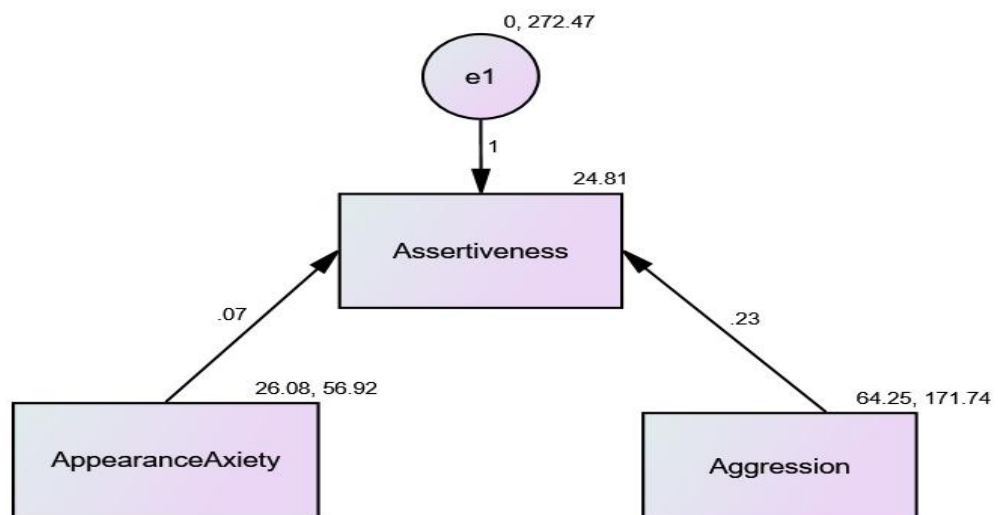 0, 272.47
e1
1
24.81
Assertiveness
.07
.23
26.08, 56.92
64.25, 171.74
AppearanceAxiety
Aggression